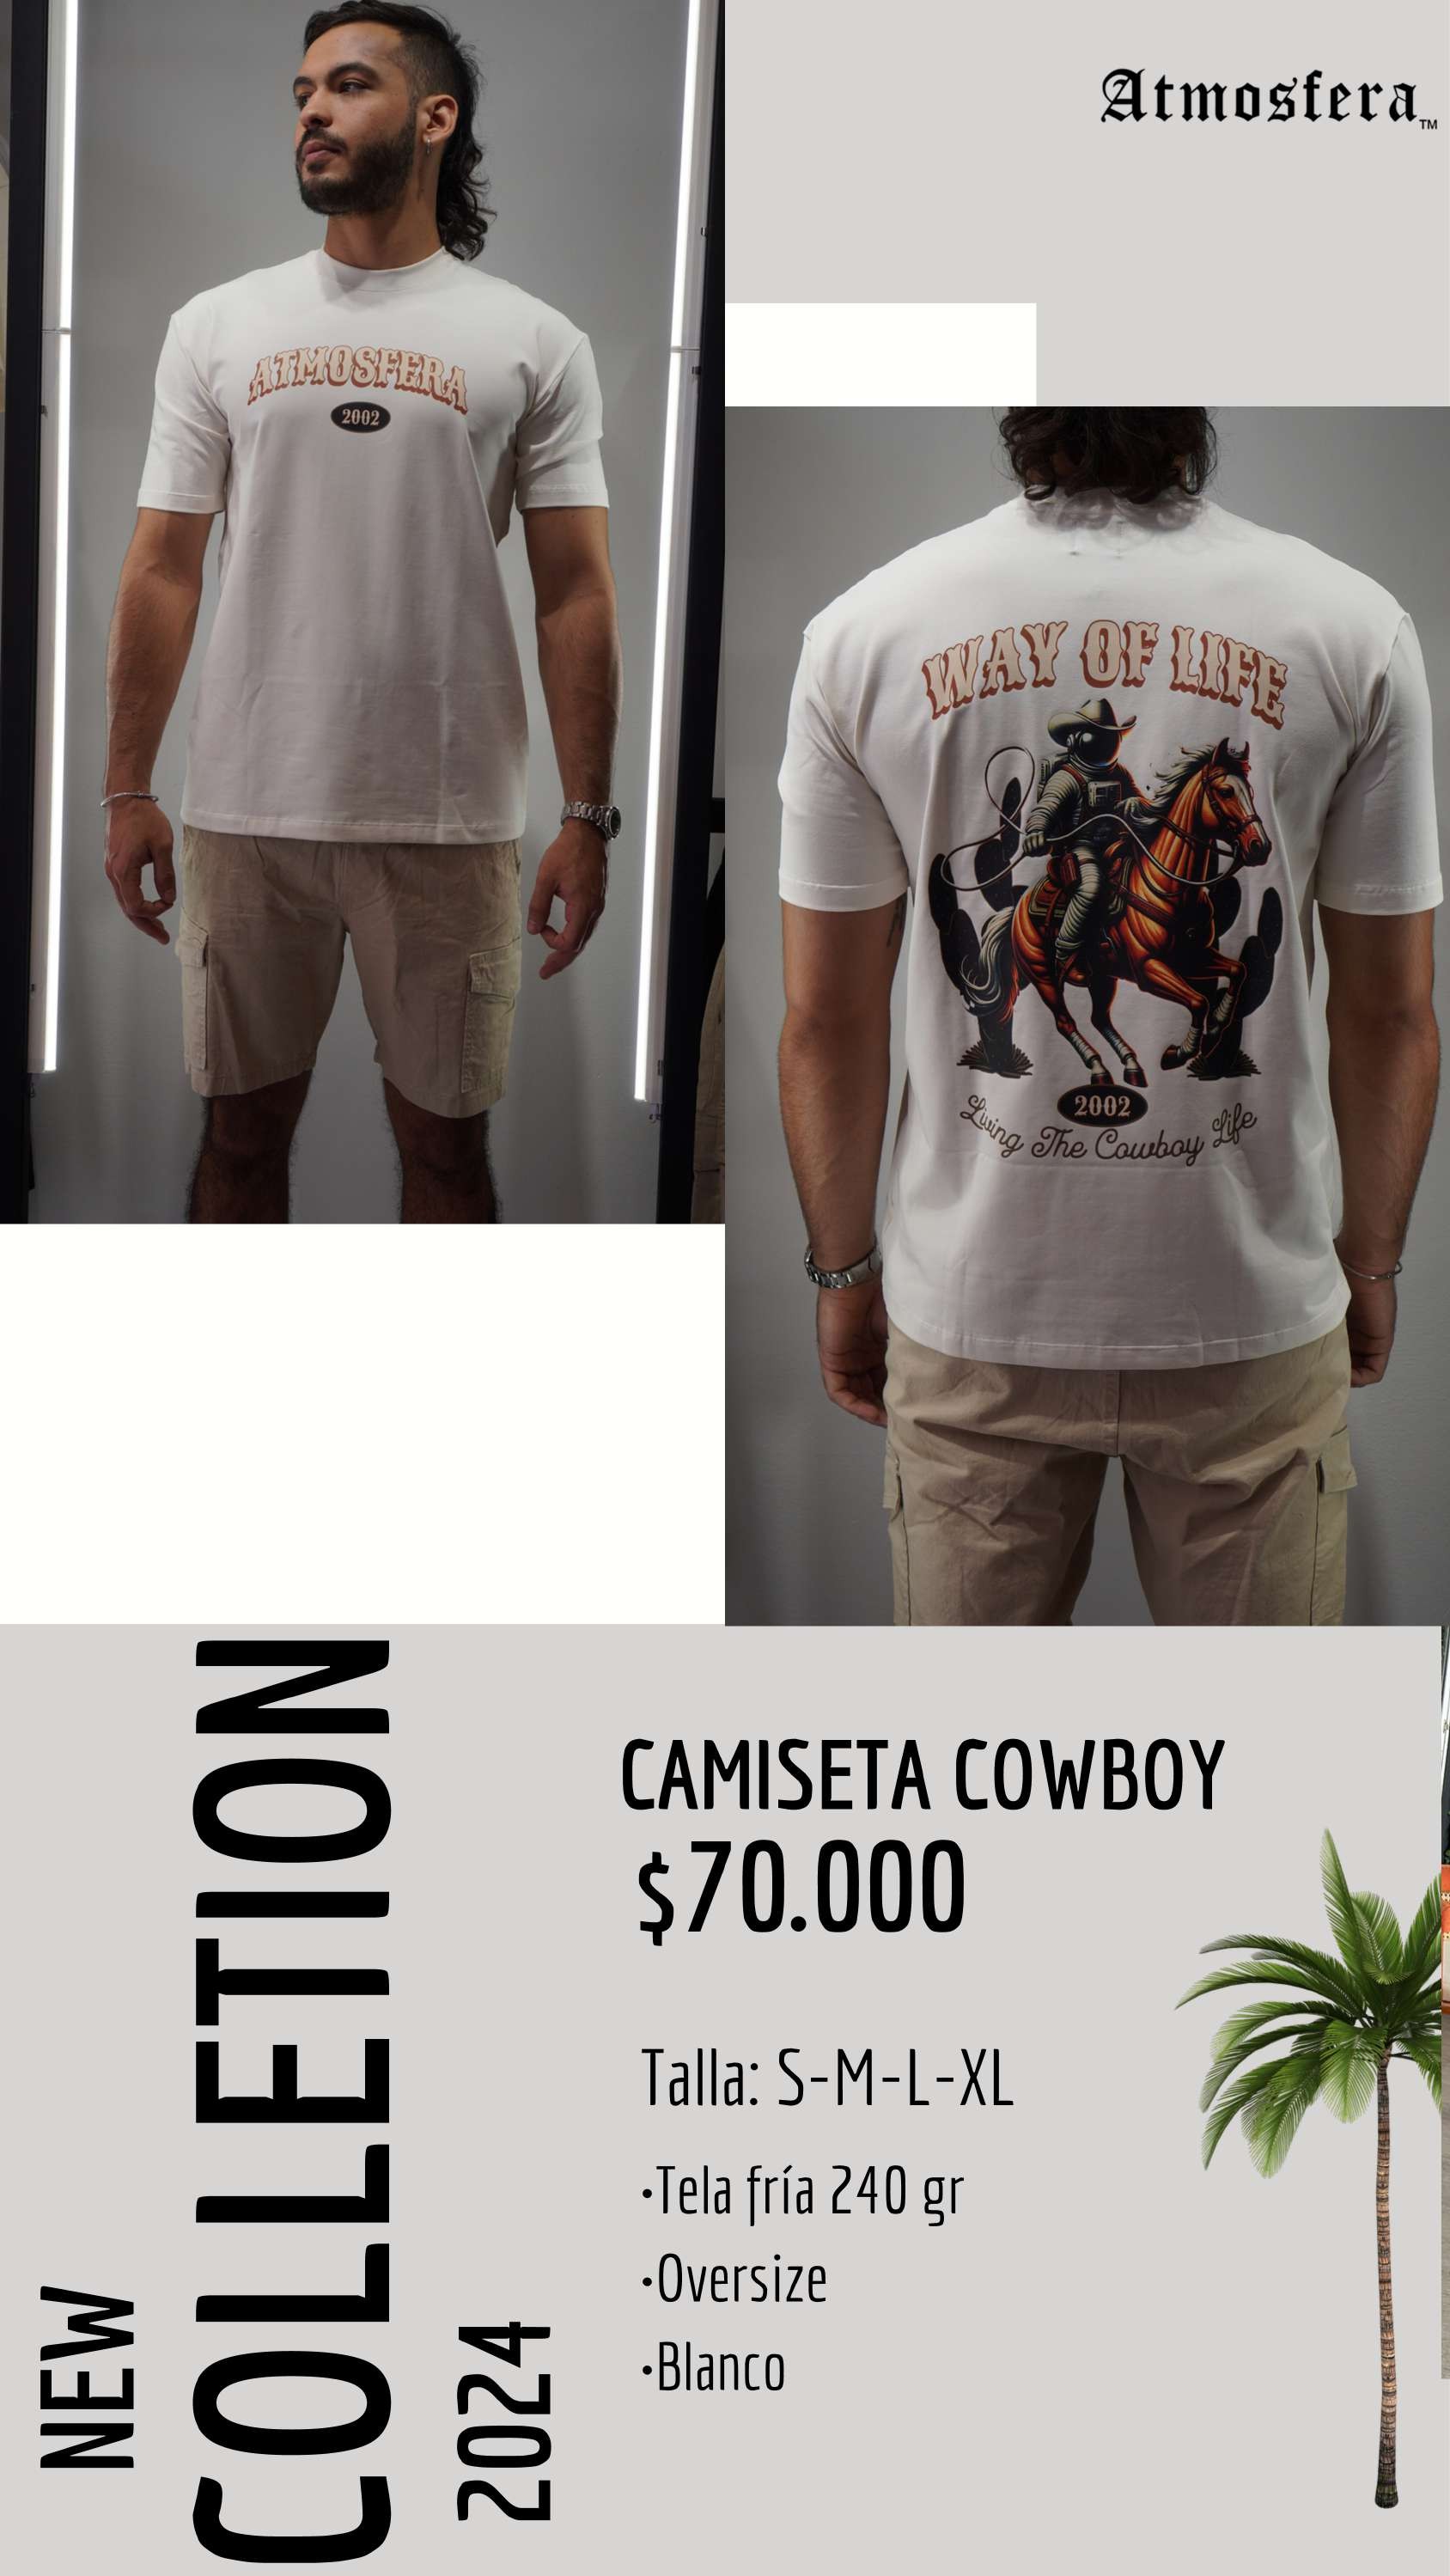 Atmosfera™
ATMOSFERA
2002
WAY OF LIFE
2002
Living The Cowboy Life
NEW
COLLETION
2024
CAMISETA COWBOY
$70.000
Talla: S-M-L-XL
·Tela fría 240 gr
·Oversize
·Blanco